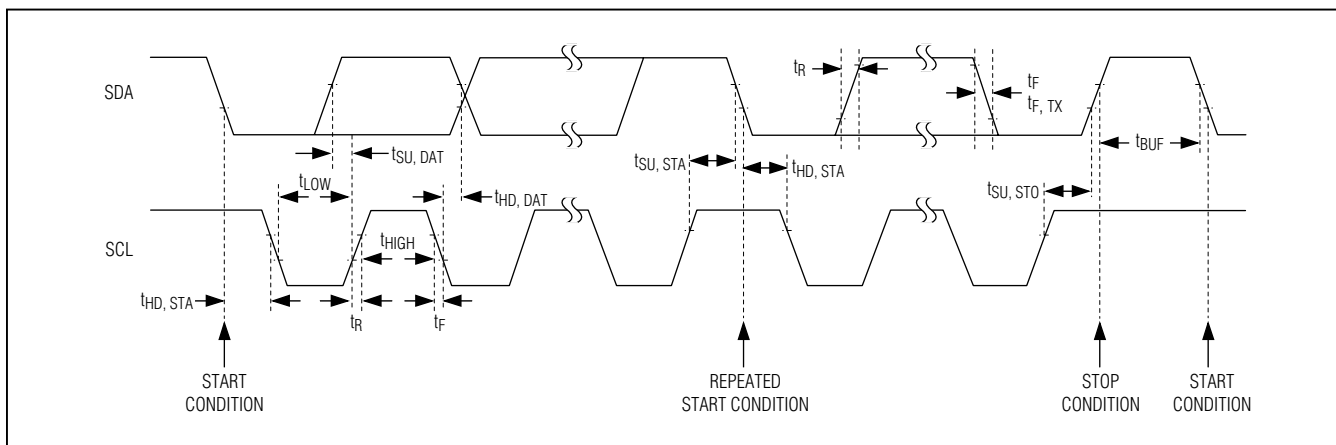 SDA
tR
tF
tF, TX
tSU, DAT
tSU, STA
tHD, STA
tBUF
tLOW
tHD, DAT
tSU, STO
SCL
tHIGH
tHD, STA
tR
tF
START
CONDITION
REPEATED
START CONDITION
STOP
CONDITION
START
CONDITION